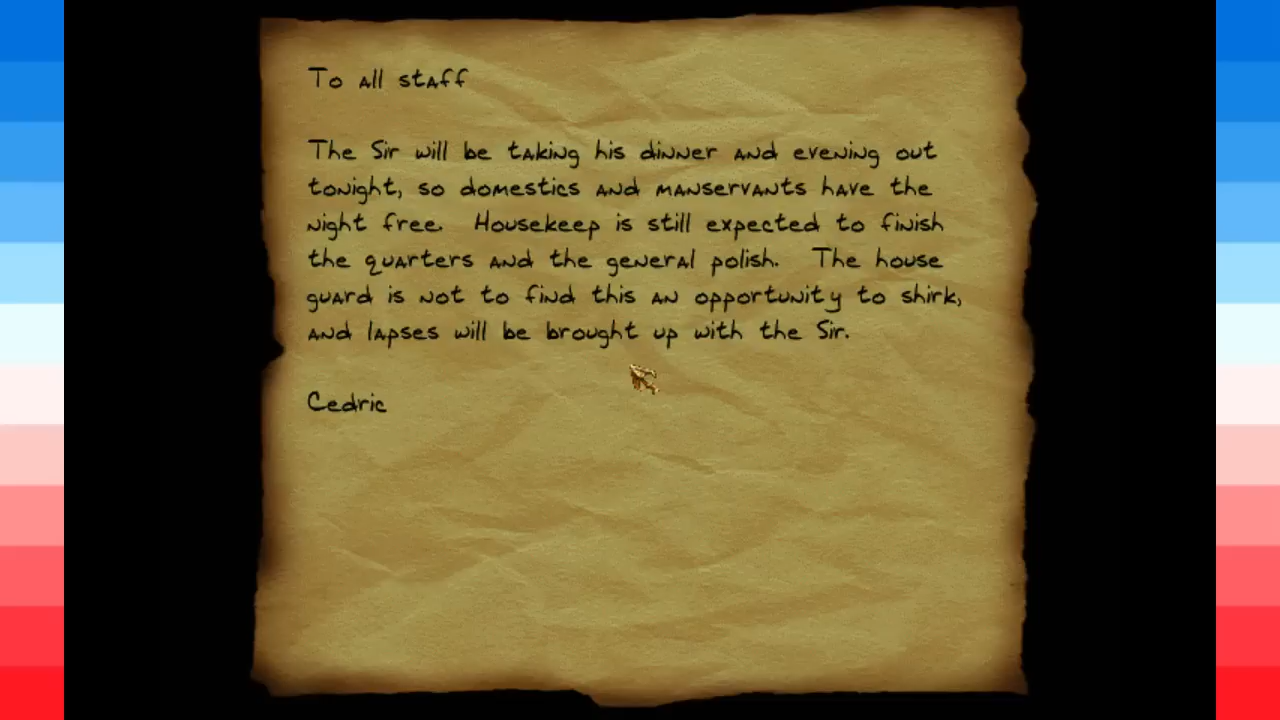 To all staff
The Sir will be taking his dinner and evening out
tonight, so domestics and manservants have the
night free. Housekeep is still expected to finish
the quarters and the general polish. The house
guard is not to find this an opportunity to shirk,
and lapses will be brought up with the Sir.
Cedric